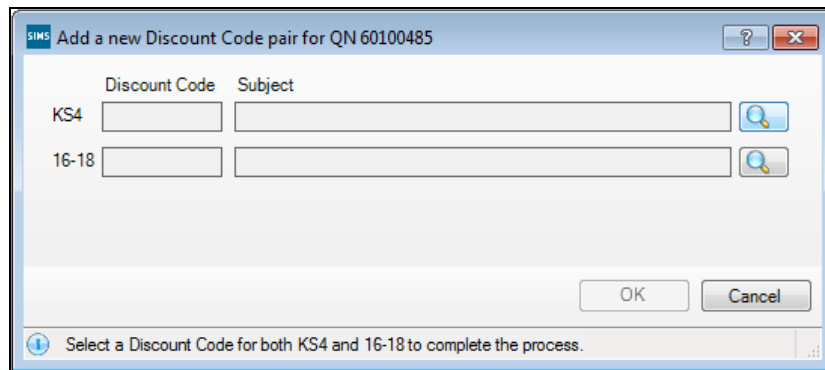 SIMS Add a new Discount Code pair for QN 60100485
?
Discount Code Subject
KS4
16-18
OK Cancel
i Select a Discount Code for both KS4 and 16-18 to complete the process.